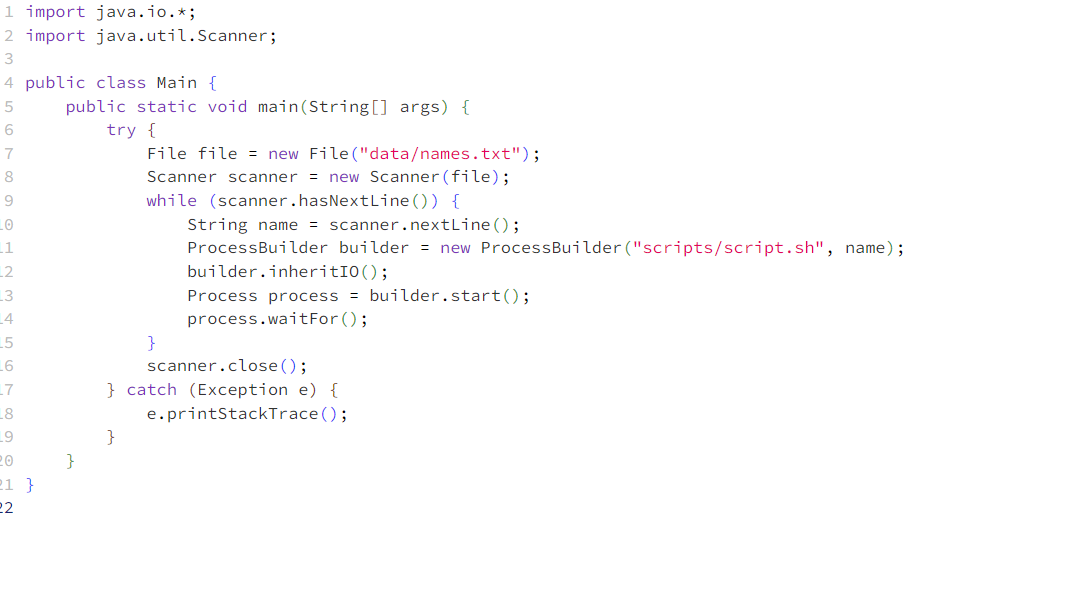 1 import java.io.*;
2 import java.util.Scanner;
3
4 public class Main {
5     public static void main(String[] args) {
6         try {
7             File file = new File("data/names.txt");
8             Scanner scanner = new Scanner(file);
9             while (scanner.hasNextLine()) {
10                 String name = scanner.nextLine();
11                 ProcessBuilder builder = new ProcessBuilder("scripts/script.sh", name);
12                 builder.inheritIO();
13                 Process process = builder.start();
14                 process.waitFor();
15             }
16             scanner.close();
17         } catch (Exception e) {
18             e.printStackTrace();
19         }
20     }
21 }
22